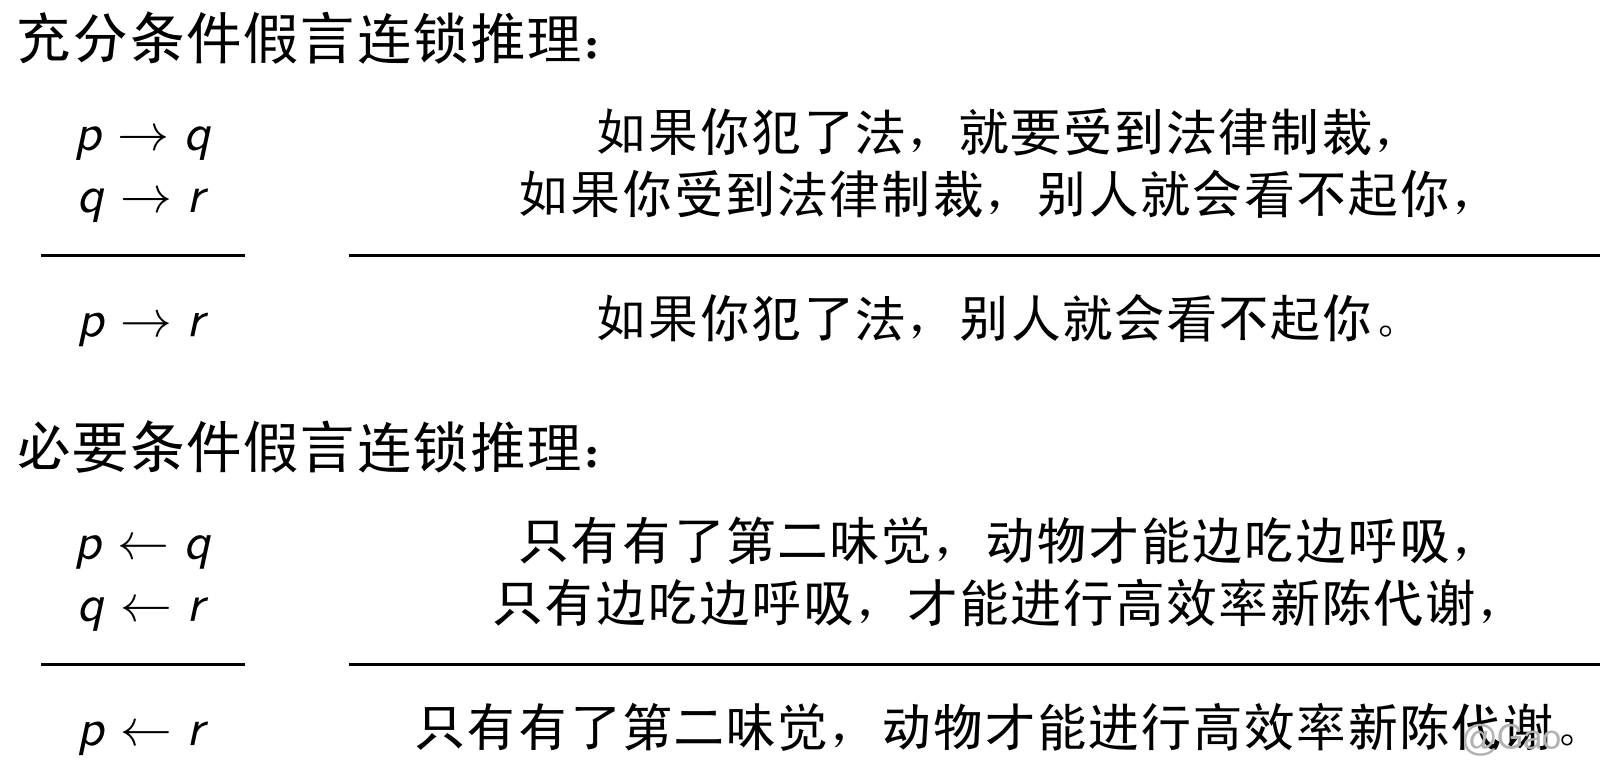 充分条件假言连锁推理：
p → q 如果你犯了法，就要受到法律制裁，
q → r 如果你受到法律制裁，别人就会看不起你，
p → r 如果你犯了法，别人就会看不起你。
必要条件假言连锁推理：
p ← q 只有有了第二味觉，动物才能边吃边呼吸，
q ← r 只有边吃边呼吸，才能进行高效率新陈代谢，
p ← r 只有有了第二味觉，动物才能进行高效率新陈代谢。
@Gao